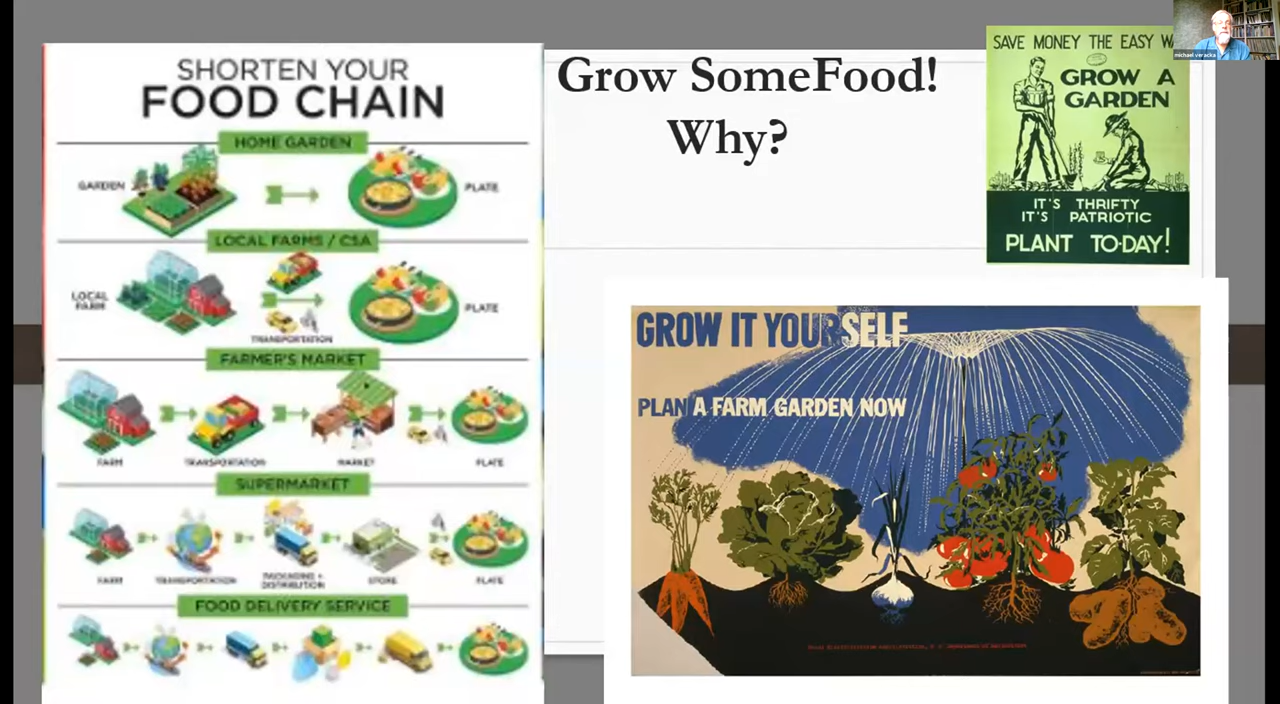 SHORTEN YOUR
FOOD CHAIN
HOME GARDEN
GARDEN
PLATE
LOCAL FARMS / CSA
LOCAL
FARM
TRANSPORTATION
PLATE
FARMER'S MARKET
FARM
TRANSPORTATION
MARKET
PLATE
SUPERMARKET
FARM
TRANSPORTATION
PACKAGING +
DISTRIBUTION
STORE
PLATE
FOOD DELIVERY SERVICE
Grow SomeFood!
Why?
SAVE MONEY THE EASY
GROW A
GARDEN
IT'S THRIFTY
IT'S PATRIOTIC
PLANT TO-DAY!
michael veracka
GROW IT YOURSELF
PLAN A FARM GARDEN NOW